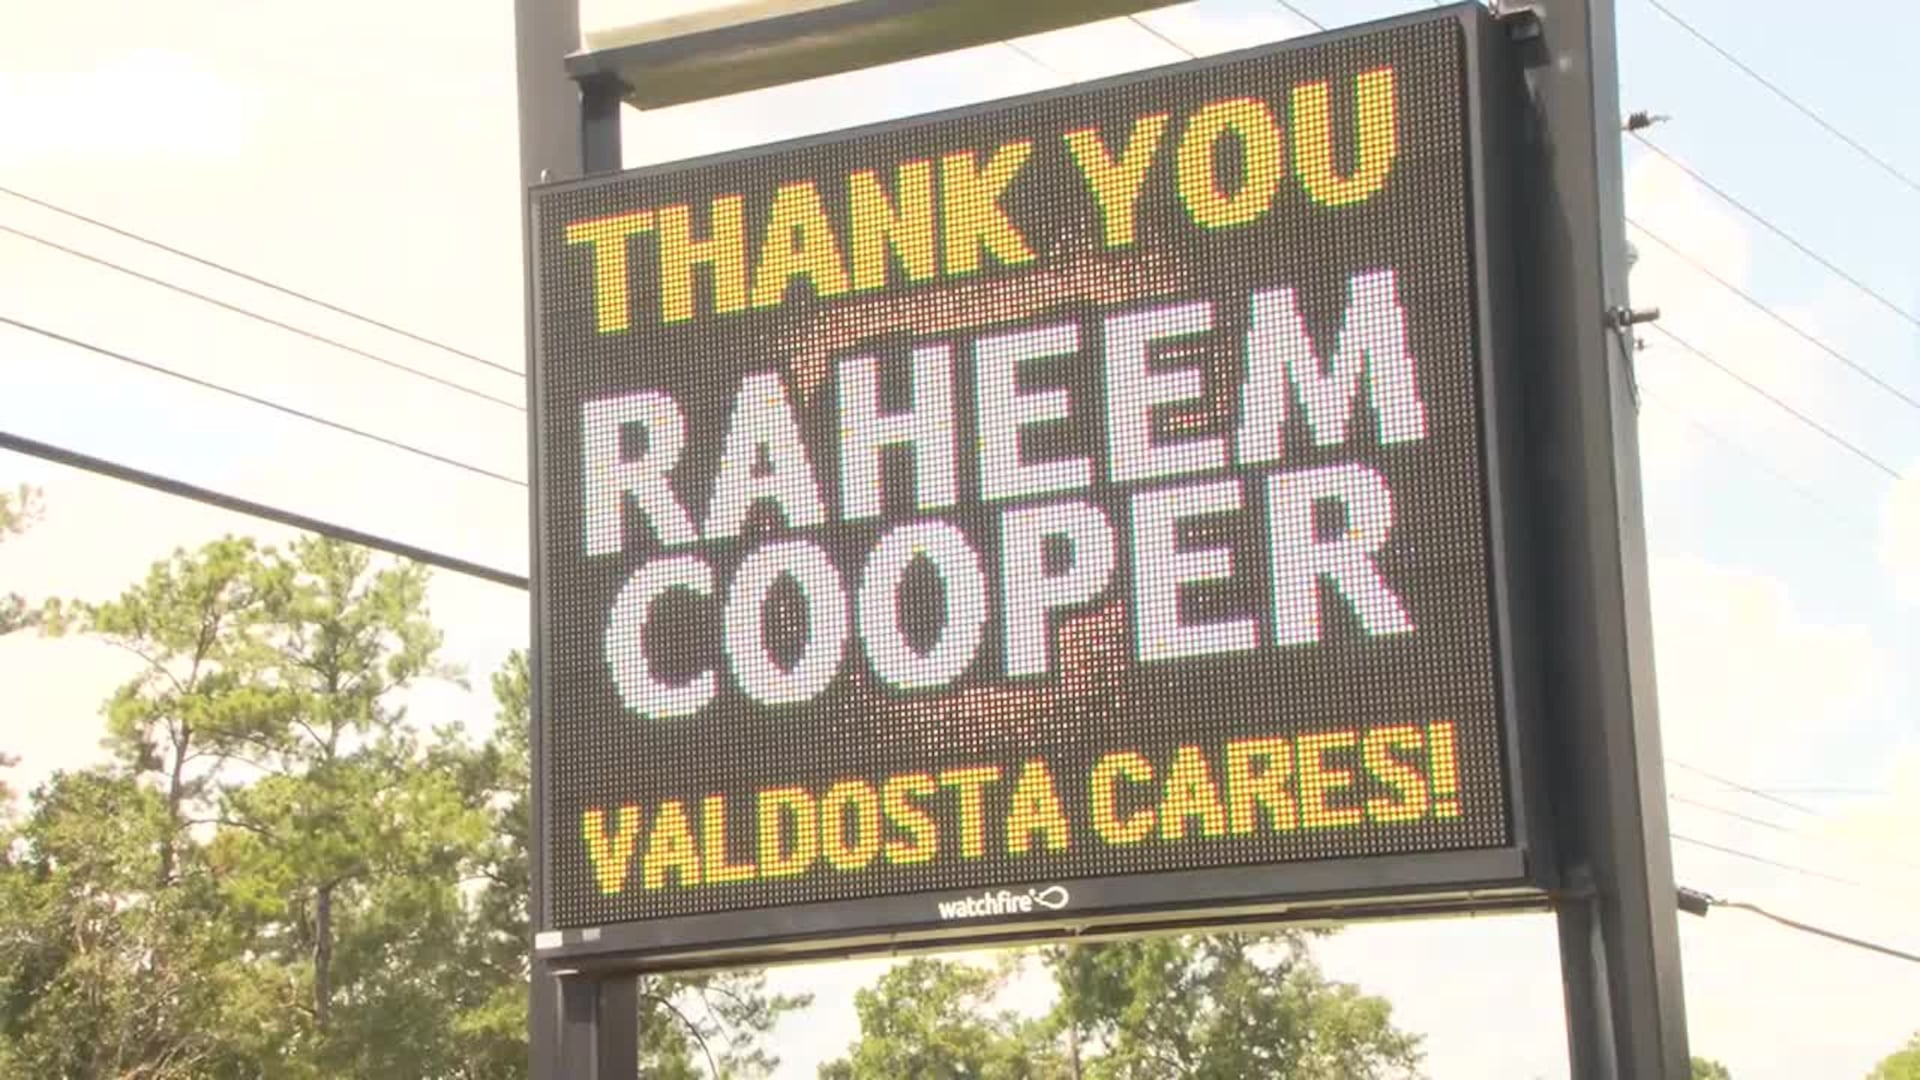 THANK YOU
RAHEEM
COOPER
VALDOSTA CARES!
watchfire